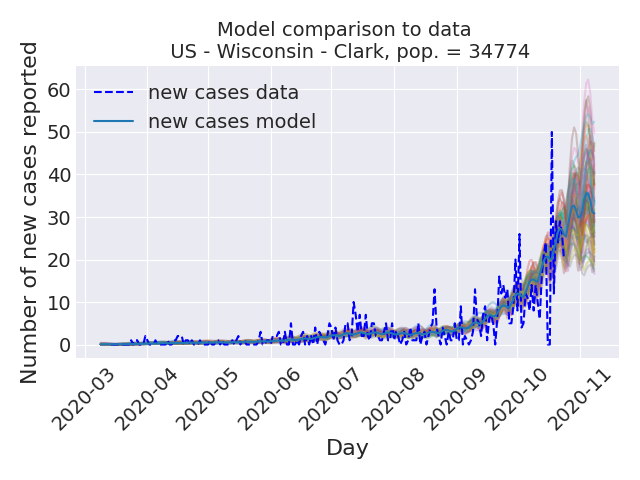 Model comparison to data
US - Wisconsin - Clark, pop. = 34774
Number of new cases reported
60
50
40
30
20
10
0
new cases data
new cases model
2020-03
2020-04
2020-05
2020-06
2020-07
2020-08
2020-09
2020-10
2020-11
Day